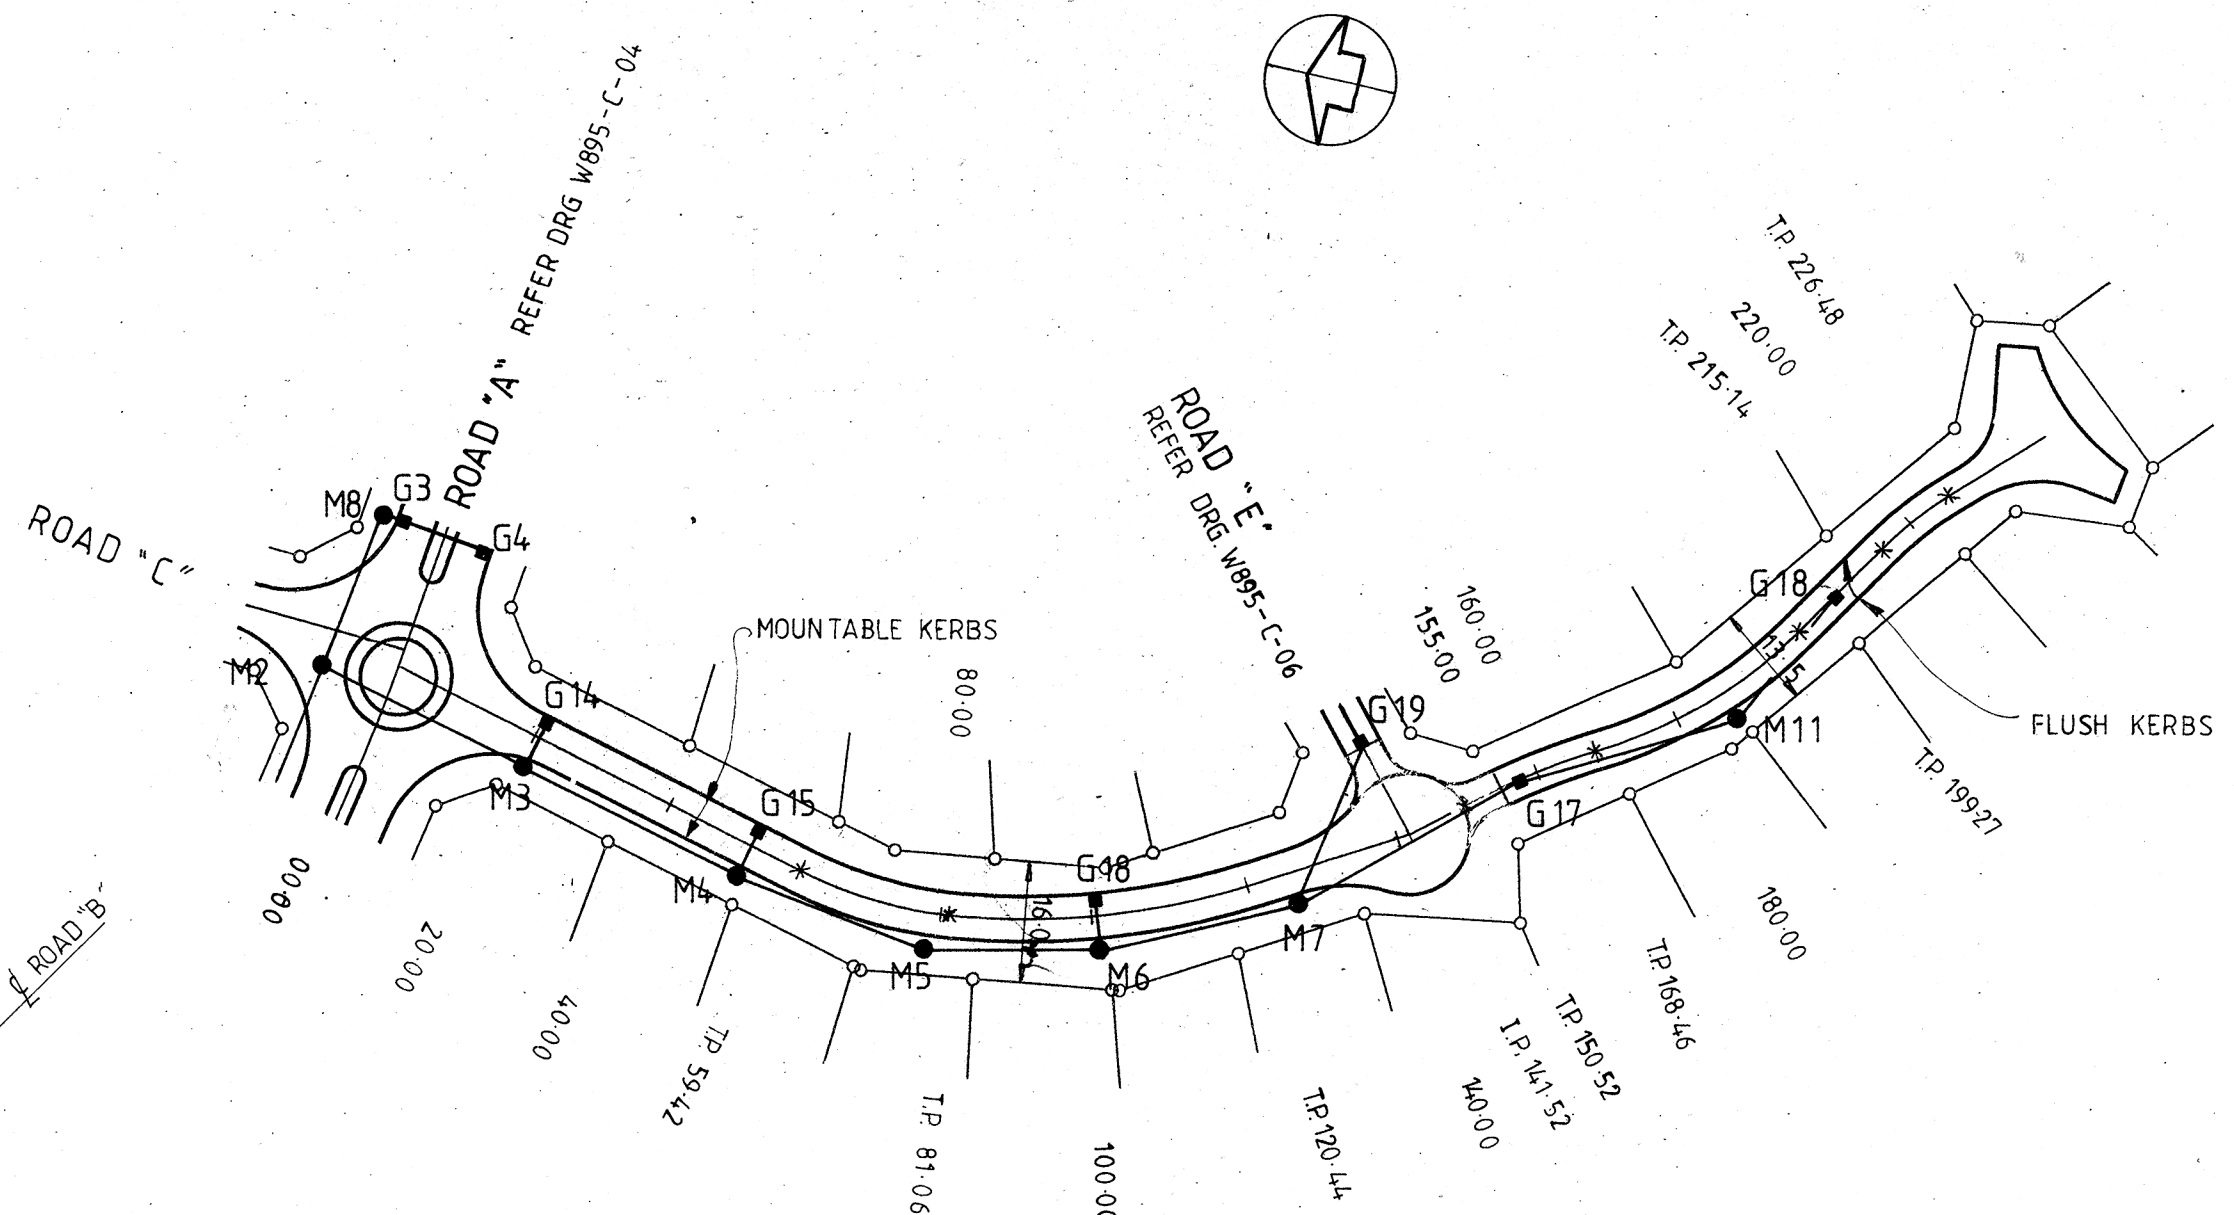 ROAD "A" REFER DRG W895-C-04
T.P. 226·48
220·00
T.P. 215·14
ROAD "E"
REFER DRG. W895-C-06
M8
G3
G4
ROAD "C"
G18
160·00
155·00
MOUNTABLE KERBS
80·00
M2
G14
G19
13·5
M11
FLUSH KERBS
T.P. 199·27
M3
G15
G17
M4
G18
00·00
16·0
M5
M6
M7
180·00
T.P. 168·46
T.P. 150·52
I.P. 141·52
140·00
T.P. 120·44
100·00
T.P. 81·06
T.P. 59·42
40·00
20·00
℄ ROAD "B"